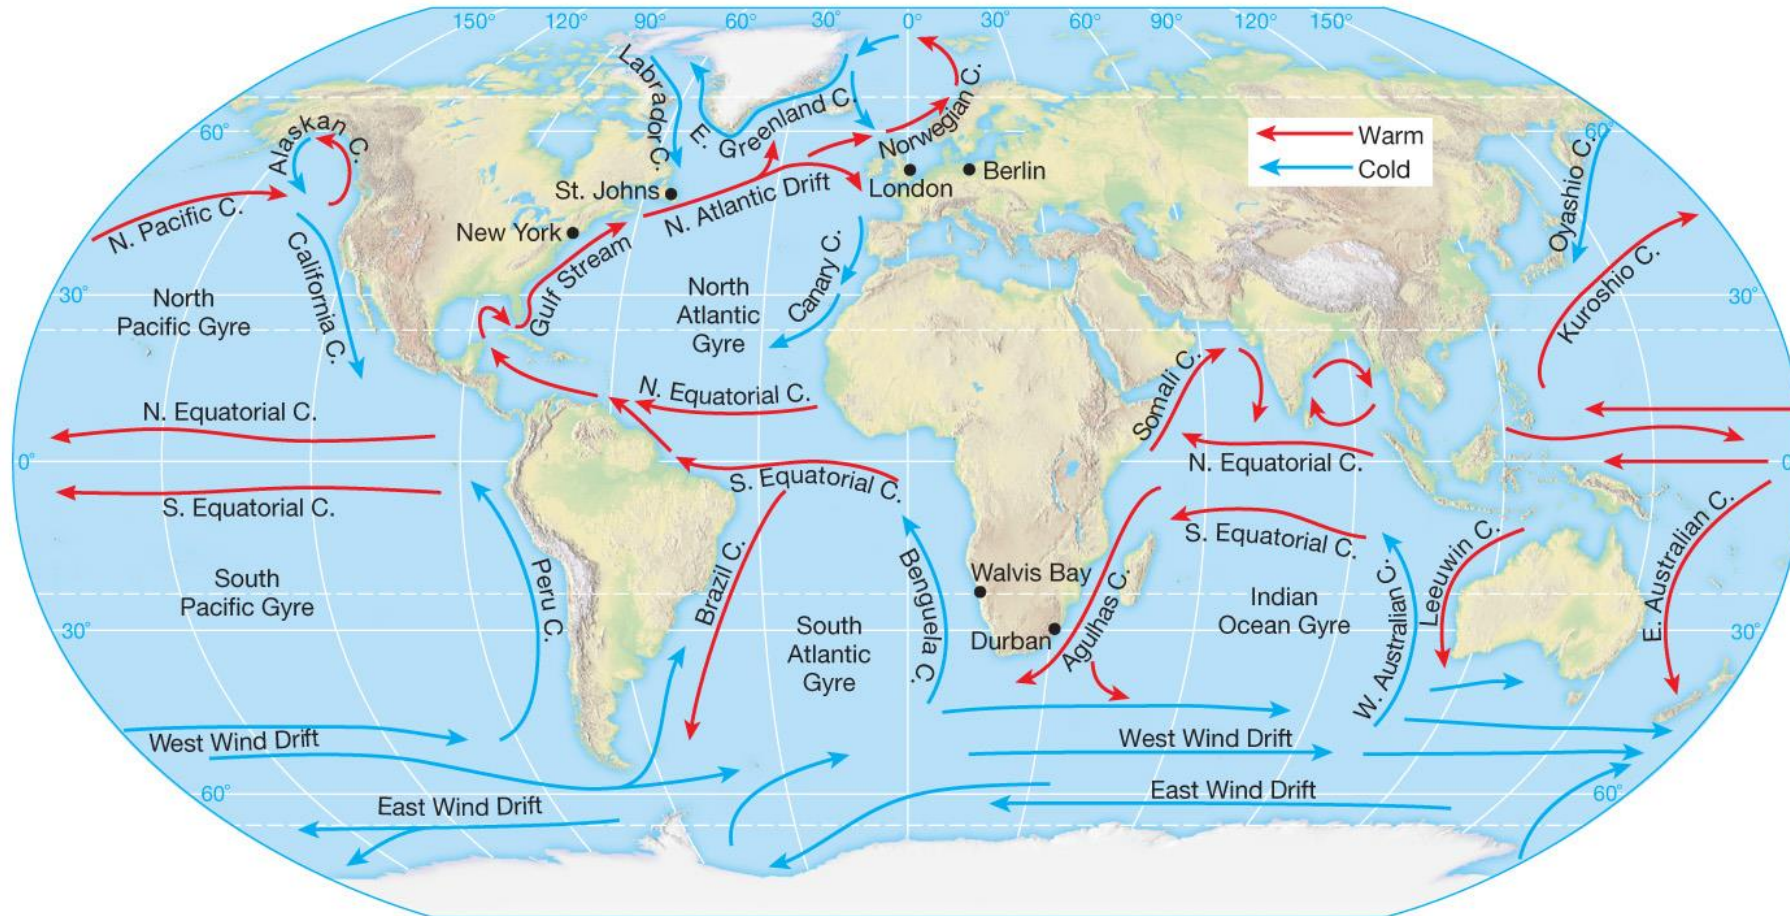 150°
120°
90°
60°
30°
0°
30°
60°
90°
120°
150°
Labrador C.
E. Greenland C.
Norwegian C.
60°
Alaskan C.
60°
Warm
Cold
Oyashio C.
St. Johns
London
Berlin
N. Pacific C.
N. Atlantic Drift
New York
Gulf Stream
California C.
Canary C.
Kuroshio C.
30°
North
Pacific Gyre
North
Atlantic
Gyre
30°
N. Equatorial C.
N. Equatorial C.
Somali C.
N. Equatorial C.
0°
0
S. Equatorial C.
S. Equatorial C.
S. Equatorial C.
Leeuwin C.
E. Australian C.
South
Pacific Gyre
Peru C.
Brazil C.
Benguela C.
Walvis Bay
Agulhas C.
Indian
Ocean Gyre
W. Australian C.
30°
South
Atlantic
Gyre
Durban
30°
West Wind Drift
West Wind Drift
60°
East Wind Drift
East Wind Drift
60°